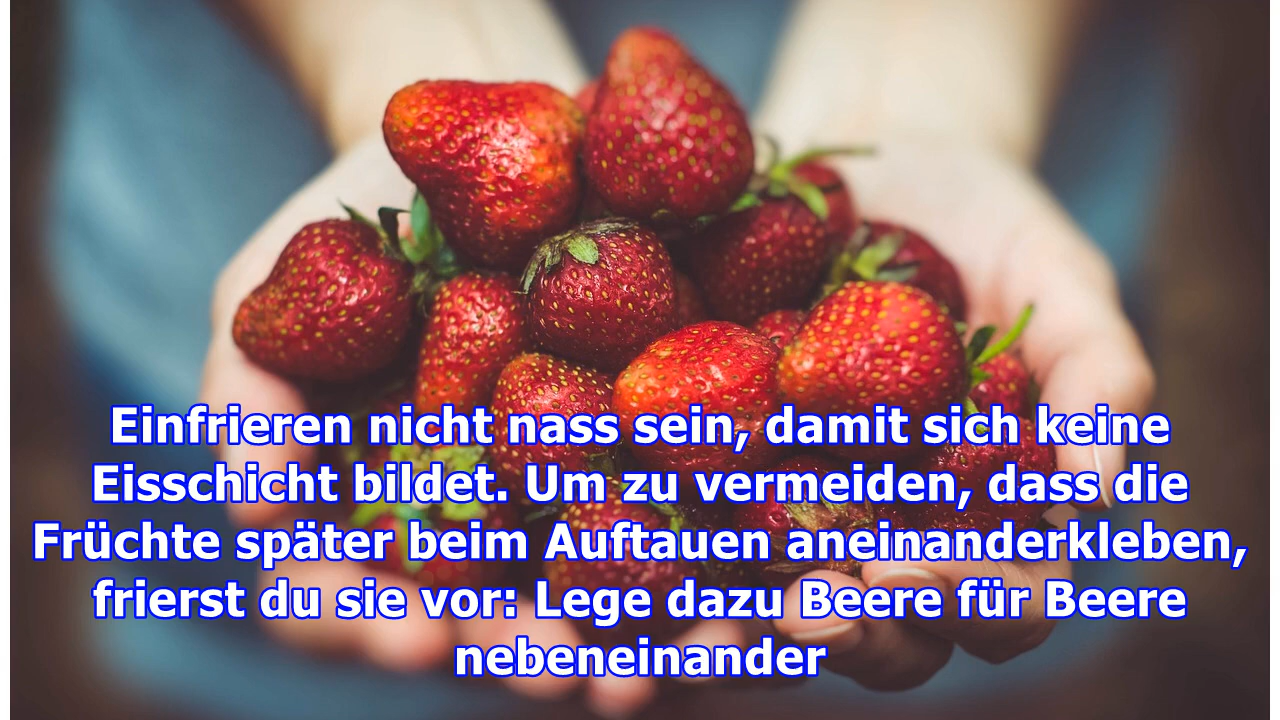 Einfrieren nicht nass sein, damit sich keine
Eisschicht bildet. Um zu vermeiden, dass die
Früchte später beim Auftauen aneinanderkleben,
frierst du sie vor: Lege dazu Beere für Beere
nebeneinander